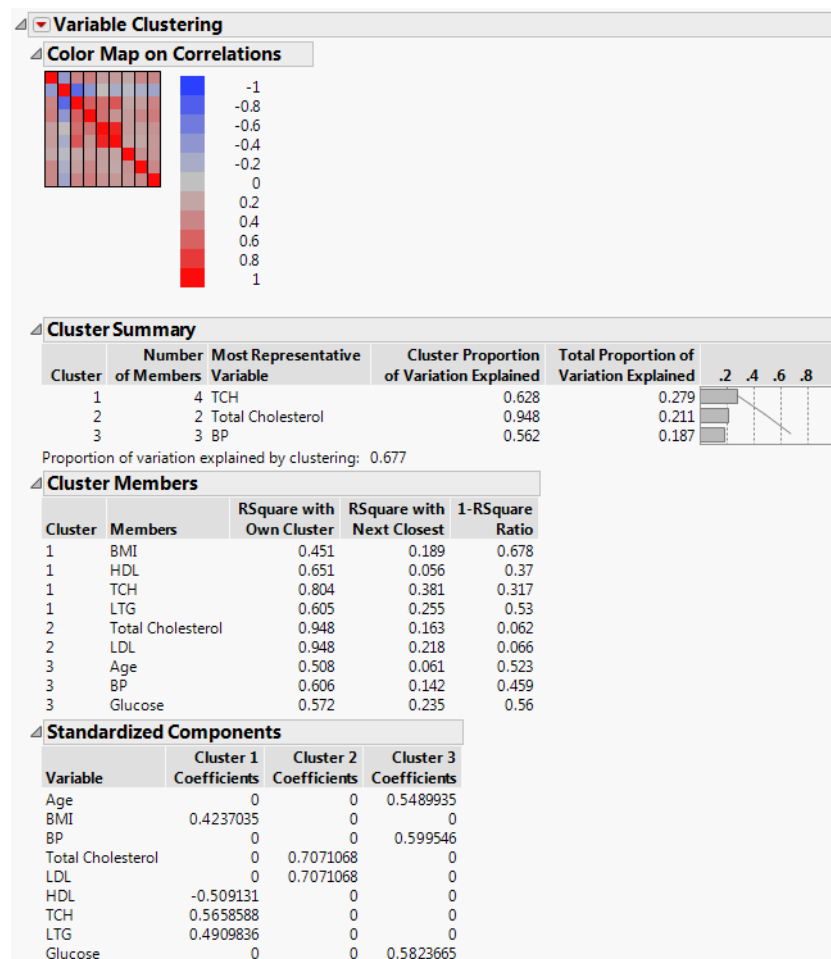 Variable Clustering
Color Map on Correlations
-1
-0.8
-0.6
-0.4
-0.2
0
0.2
0.4
0.6
0.8
1
Cluster Summary
Number Most Representative Cluster Proportion Total Proportion of
Cluster of Members Variable of Variation Explained Variation Explained .2 .4 .6 .8
1 4 TCH 0.628 0.279
2 2 Total Cholesterol 0.948 0.211
3 3 BP 0.562 0.187
Proportion of variation explained by clustering: 0.677
Cluster Members
RSquare with RSquare with 1-RSquare
Cluster Members Own Cluster Next Closest Ratio
1 BMI 0.451 0.189 0.678
1 HDL 0.651 0.056 0.37
1 TCH 0.804 0.381 0.317
1 LTG 0.605 0.255 0.53
2 Total Cholesterol 0.948 0.163 0.062
2 LDL 0.948 0.218 0.066
3 Age 0.508 0.061 0.523
3 BP 0.606 0.142 0.459
3 Glucose 0.572 0.235 0.56
Standardized Components
Cluster 1 Cluster 2 Cluster 3
Variable Coefficients Coefficients Coefficients
Age 0 0 0.5489935
BMI 0.4237035 0 0
BP 0 0 0.599546
Total Cholesterol 0 0.7071068 0
LDL 0 0.7071068 0
HDL -0.509131 0 0
TCH 0.5658588 0 0
LTG 0.4909836 0 0
Glucose 0 0 0.5823665